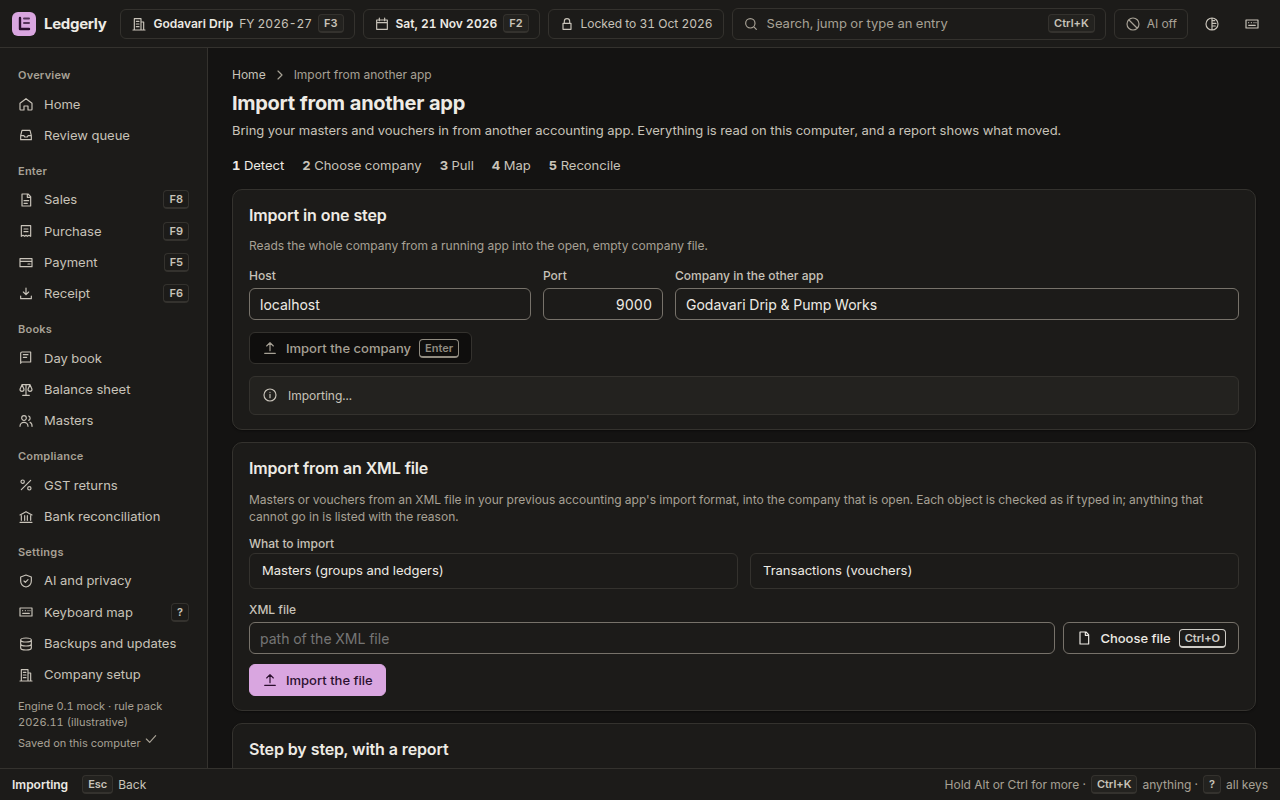 Ledgerly
Godavari Drip FY 2026-27 F3
Sat, 21 Nov 2026 F2
Locked to 31 Oct 2026
Search, jump or type an entry Ctrl+K
AI off
Overview
Home
Review queue
Enter
Sales F8
Purchase F9
Payment F5
Receipt F6
Books
Day book
Balance sheet
Masters
Compliance
GST returns
Bank reconciliation
Settings
AI and privacy
Keyboard map ?
Backups and updates
Company setup
Engine 0.1 mock · rule pack
2026.11 (illustrative)
Saved on this computer
Home > Import from another app
Import from another app
Bring your masters and vouchers in from another accounting app. Everything is read on this computer, and a report shows what moved.
1 Detect 2 Choose company 3 Pull 4 Map 5 Reconcile
Import in one step
Reads the whole company from a running app into the open, empty company file.
Host Port Company in the other app
localhost 9000 Godavari Drip & Pump Works
Import the company Enter
Importing...
Import from an XML file
Masters or vouchers from an XML file in your previous accounting app's import format, into the company that is open. Each object is checked as if typed in; anything that
cannot go in is listed with the reason.
What to import
Masters (groups and ledgers) Transactions (vouchers)
XML file
path of the XML file Choose file Ctrl+O
Import the file
Step by step, with a report
Importing Esc Back
Hold Alt or Ctrl for more · Ctrl+K anything · ? all keys